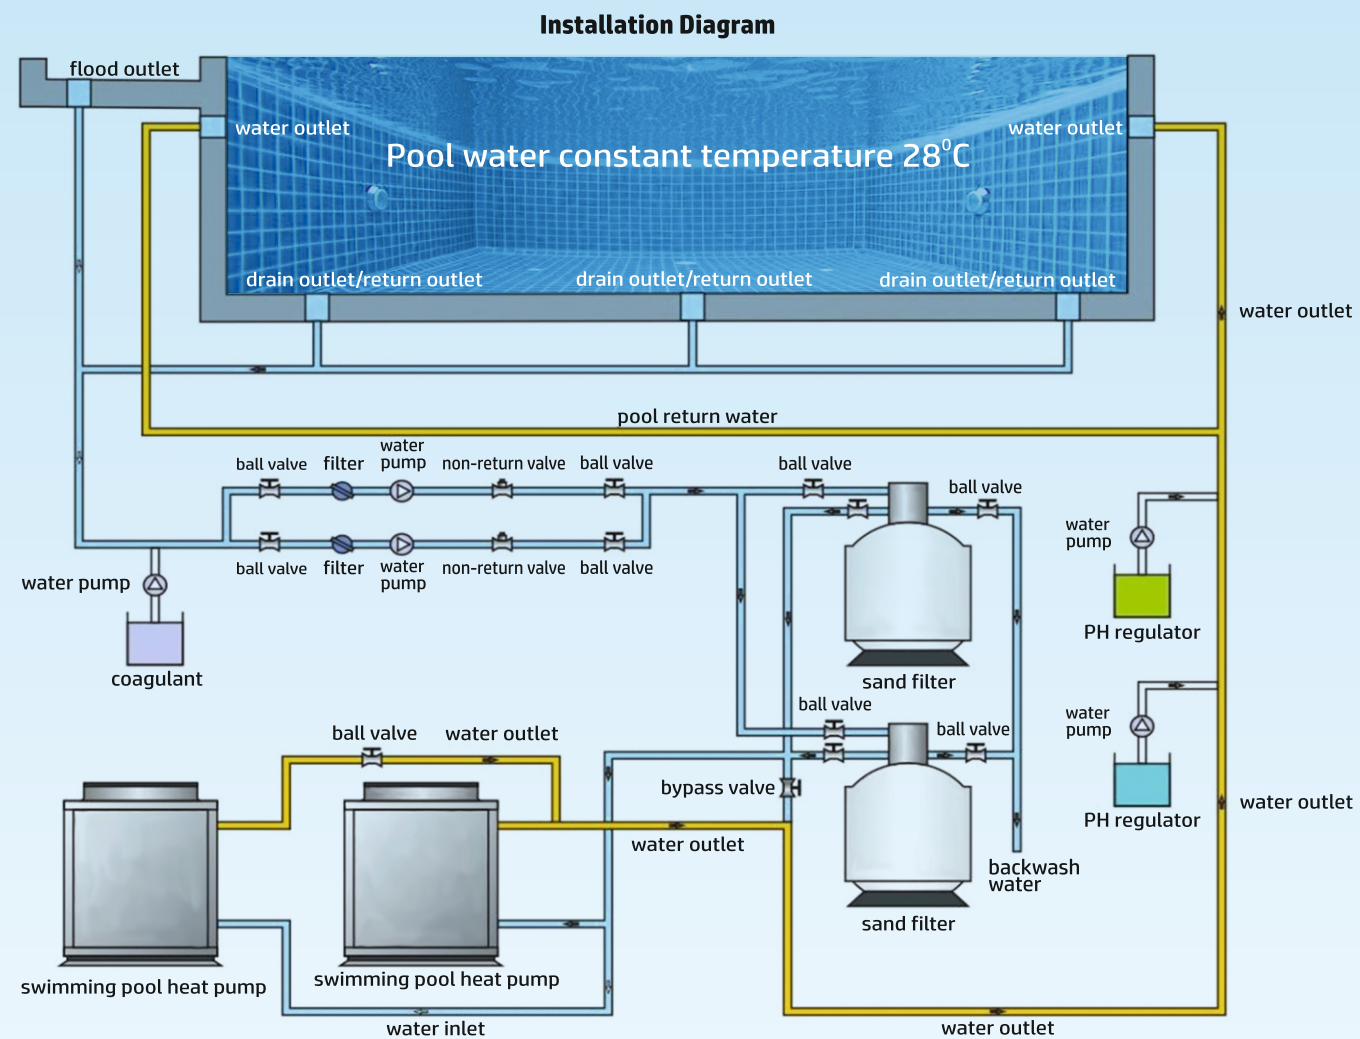 Installation Diagram
flood outlet
water outlet
water outlet
Pool water constant temperature 28⁰C
drain outlet/return outlet
drain outlet/return outlet
drain outlet/return outlet
water outlet
pool return water
ball valve
filter
water
pump
non-return valve
ball valve
ball valve
ball valve
water
pump
ball valve
filter
water
pump
non-return valve
ball valve
water pump
PH regulator
coagulant
sand filter
ball valve
water
pump
ball valve
ball valve
water outlet
bypass valve
water outlet
PH regulator
water outlet
backwash
water
sand filter
swimming pool heat pump
swimming pool heat pump
water inlet
water outlet